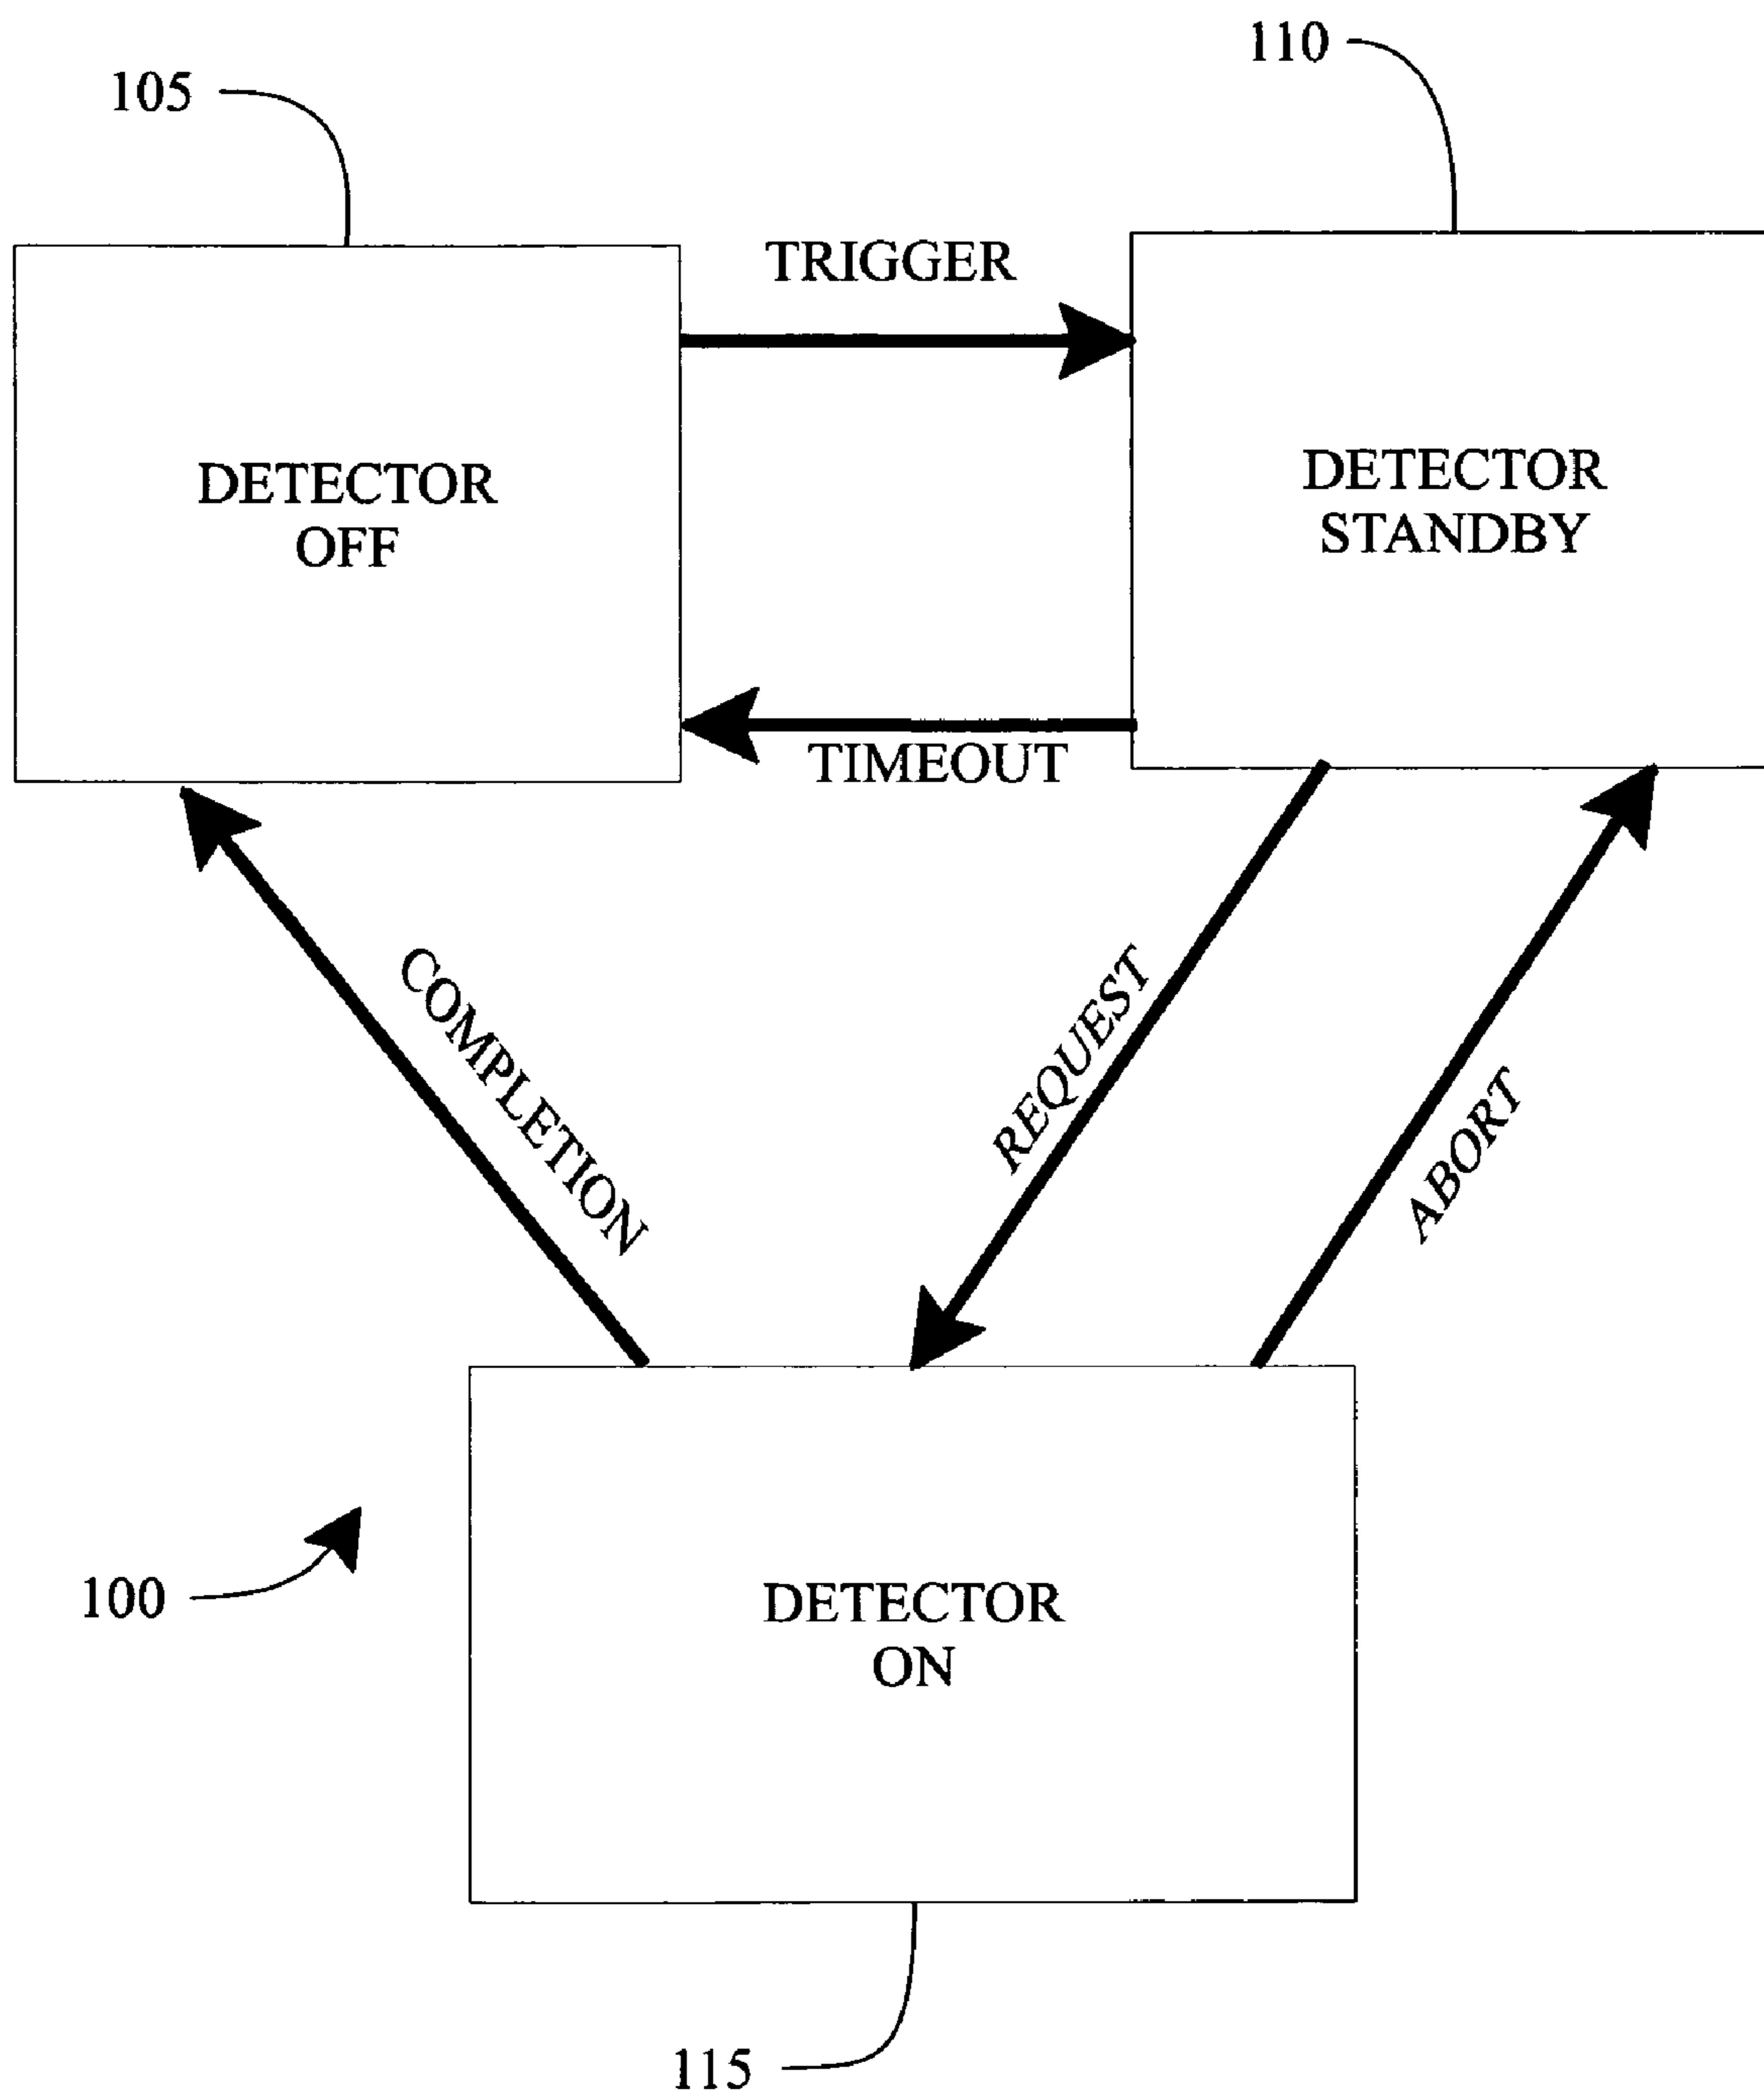 110
105
TRIGGER
DETECTOR
OFF
DETECTOR
STANDBY
TIMEOUT
COMPLETION
REQUEST
ABORT
100
DETECTOR
ON
115